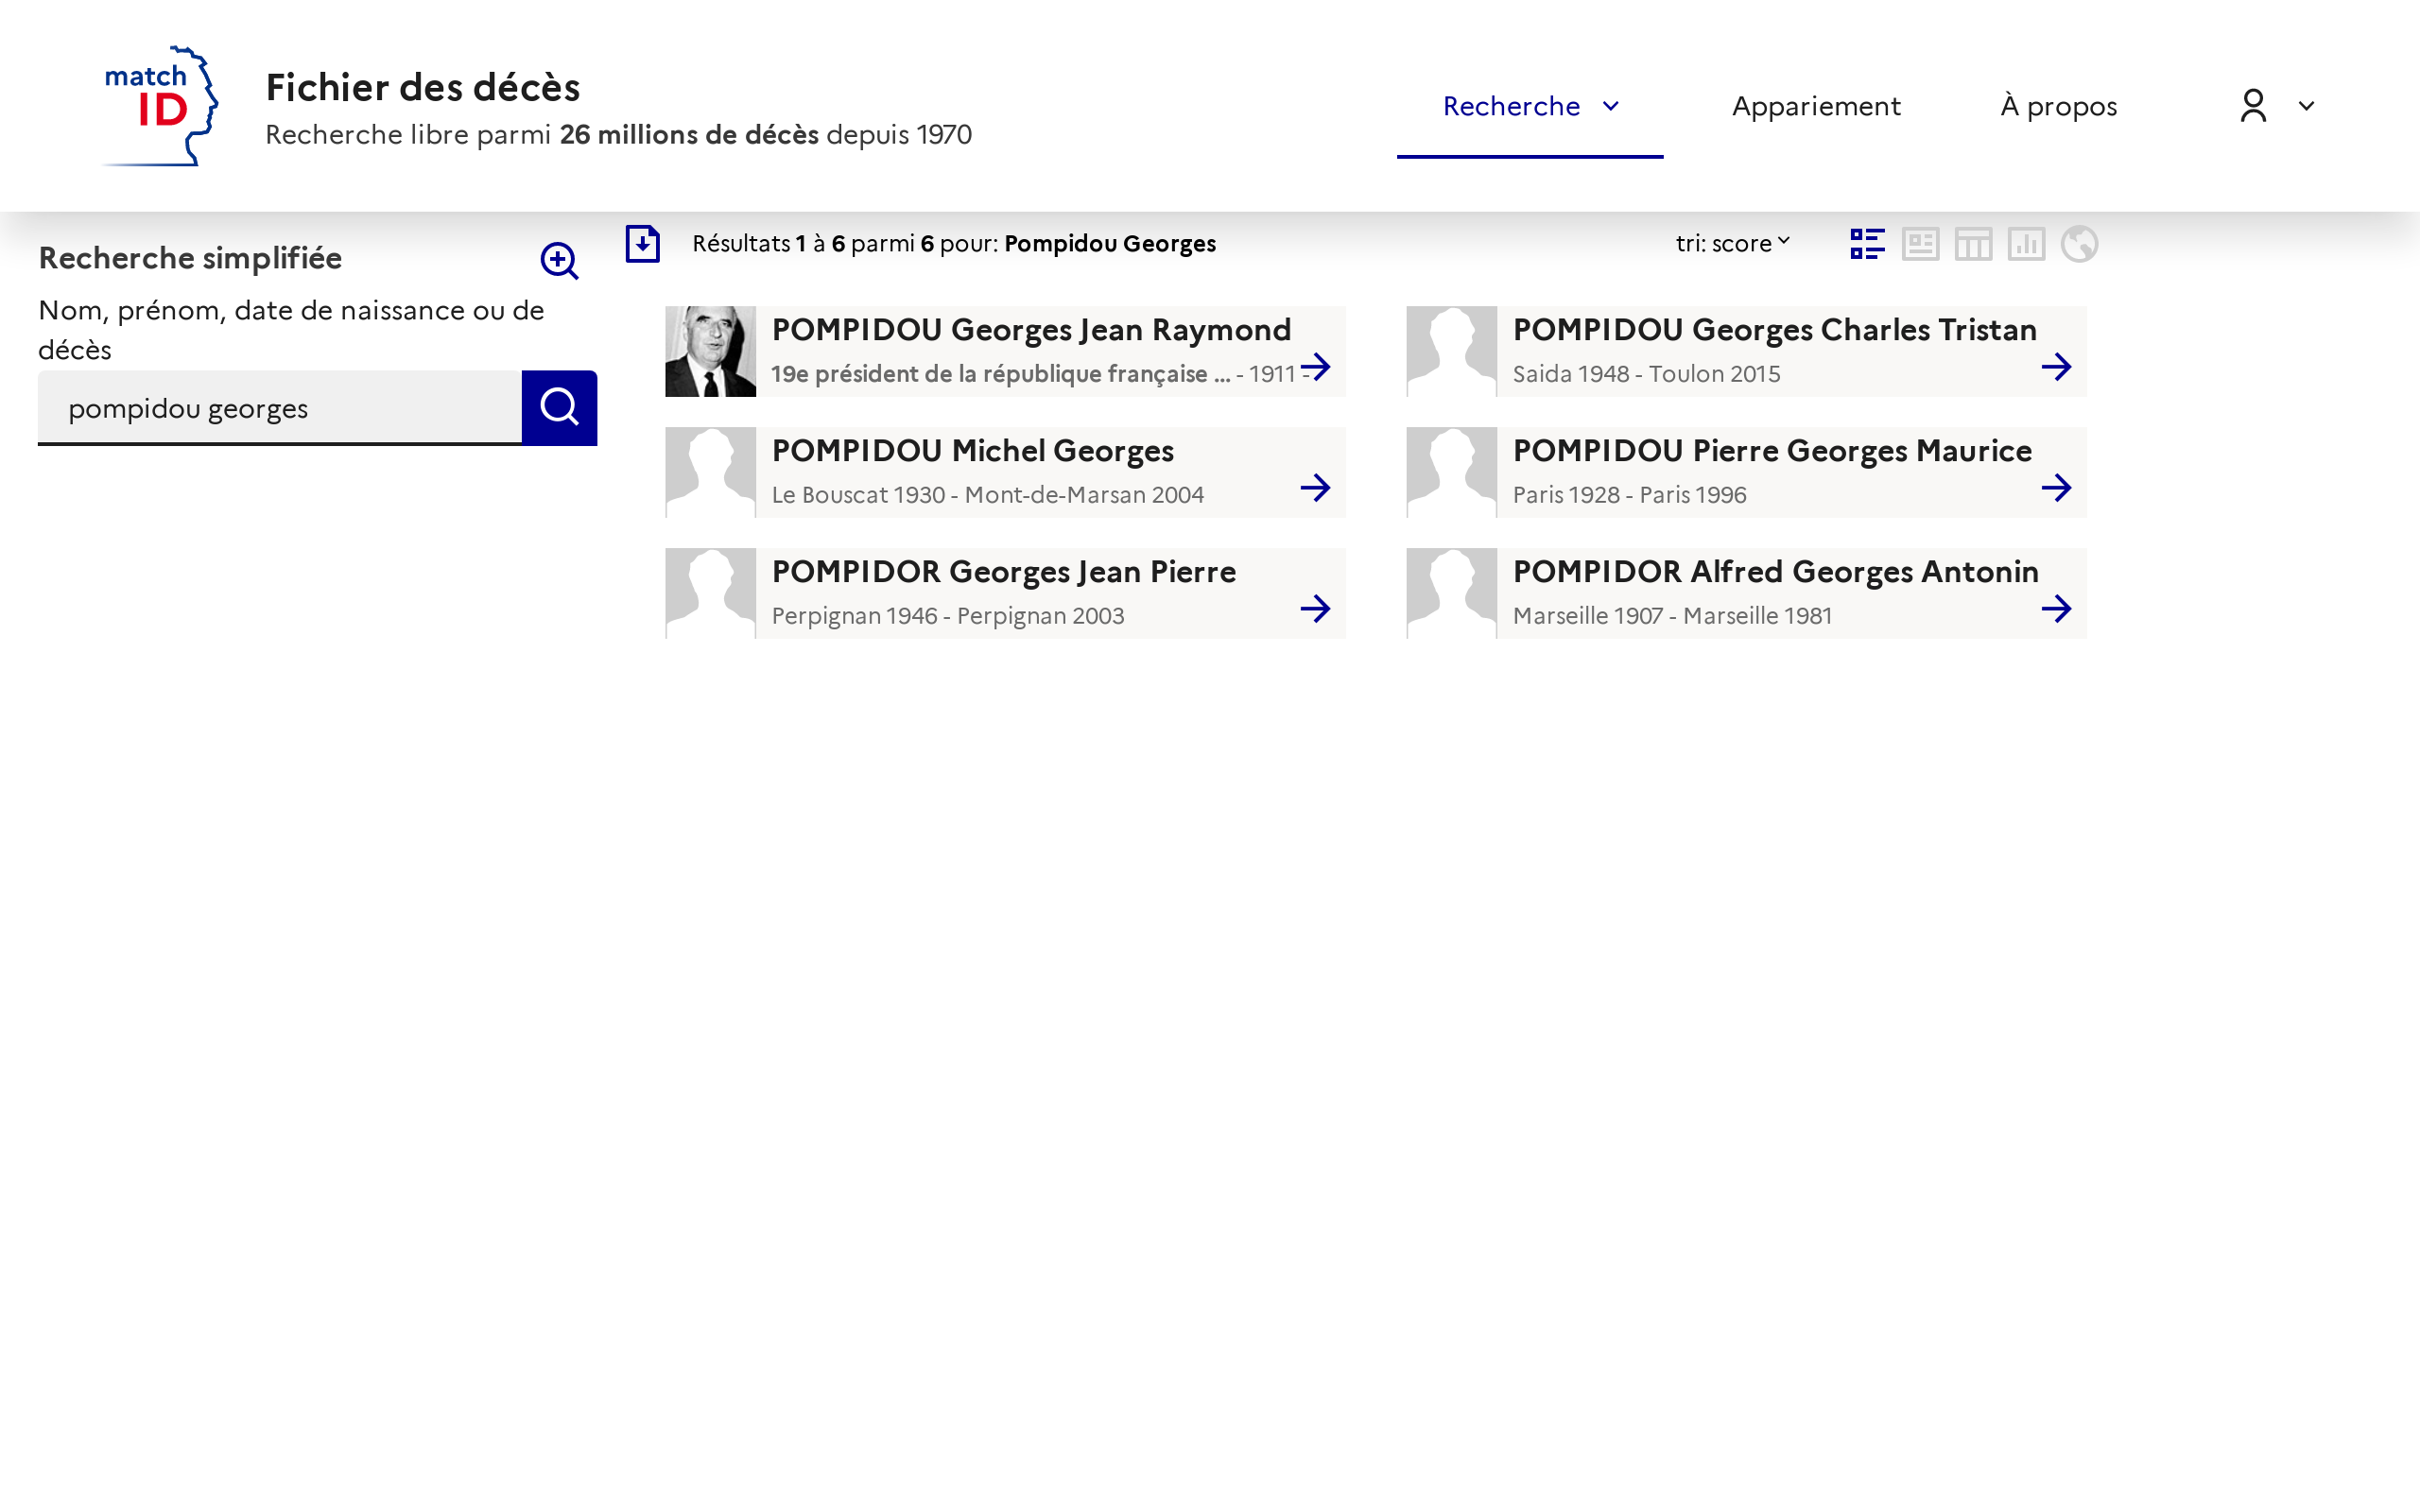 match
ID
Fichier des décès
Recherche libre parmi 26 millions de décès depuis 1970
Recherche
Appariement
À propos
Recherche simplifiée
Nom, prénom, date de naissance ou de
décès
pompidou georges
Résultats 1 à 6 parmi 6 pour: Pompidou Georges
tri: score
POMPIDOU Georges Jean Raymond
19e président de la république française ... - 1911 -
POMPIDOU Georges Charles Tristan
Saida 1948 - Toulon 2015
POMPIDOU Michel Georges
Le Bouscat 1930 - Mont-de-Marsan 2004
POMPIDOU Pierre Georges Maurice
Paris 1928 - Paris 1996
POMPIDOR Georges Jean Pierre
Perpignan 1946 - Perpignan 2003
POMPIDOR Alfred Georges Antonin
Marseille 1907 - Marseille 1981